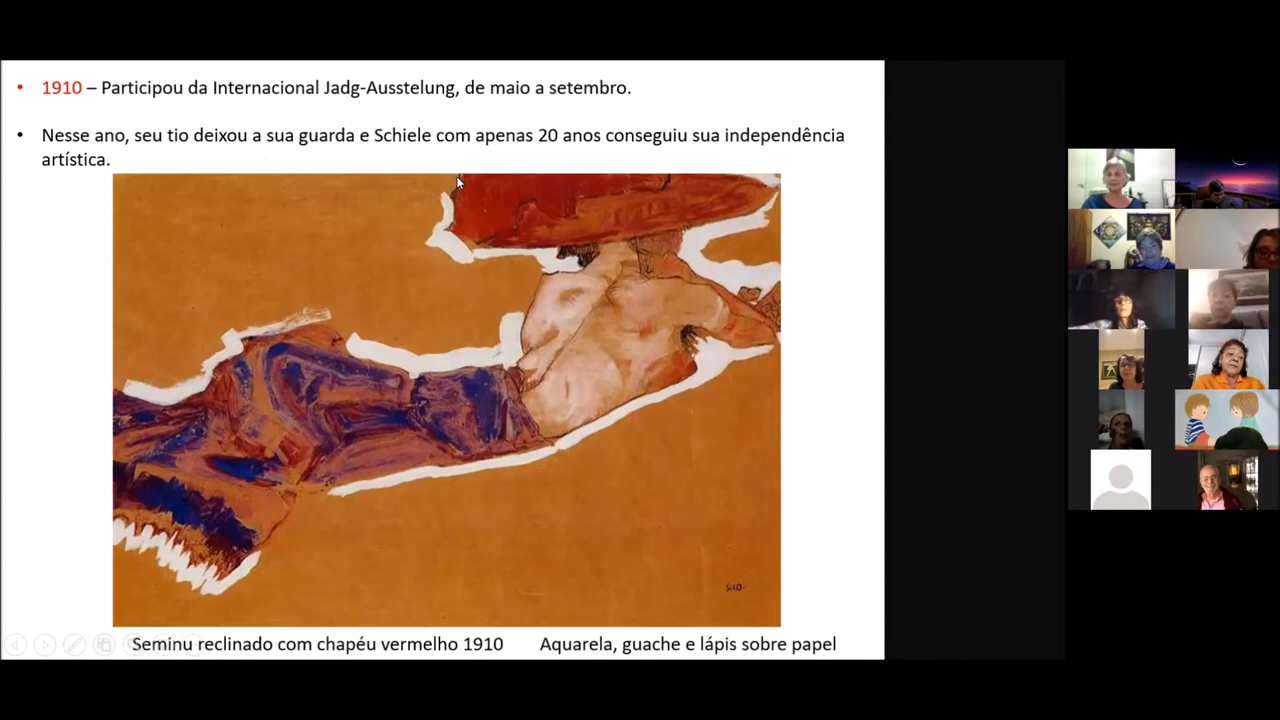 1910 – Participou da Internacional Jadg-Ausstelung, de maio a setembro.
Nesse ano, seu tio deixou a sua guarda e Schiele com apenas 20 anos conseguiu sua independência
artística.
S.10.
Seminu reclinado com chapéu vermelho 1910 Aquarela, guache e lápis sobre papel